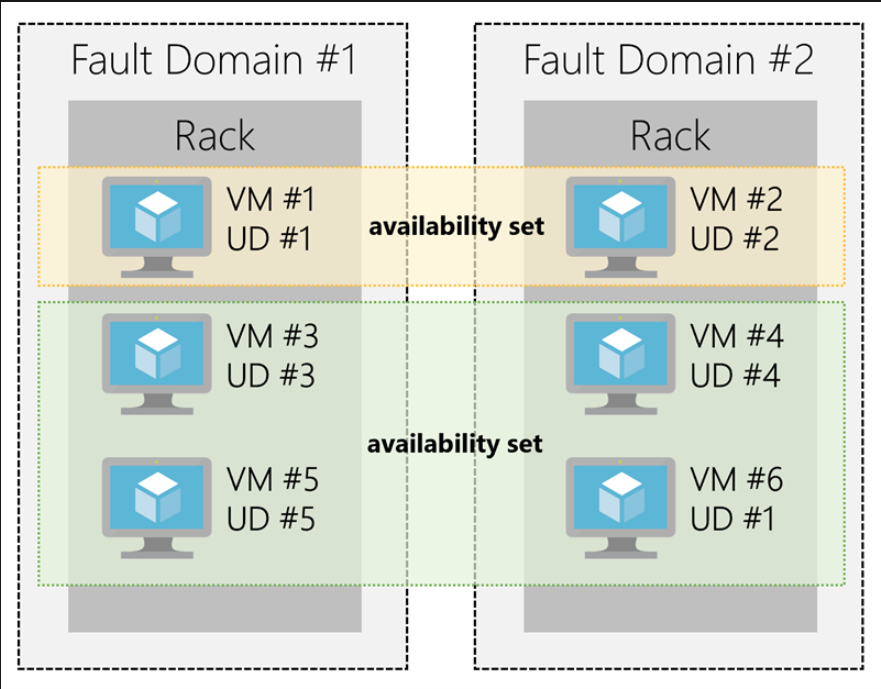 Fault Domain #1
Fault Domain #2
Rack
Rack
VM #1
UD #1
availability set
VM #2
UD #2
VM #3
UD #3
VM #4
UD #4
availability set
VM #5
UD #5
VM #6
UD #1